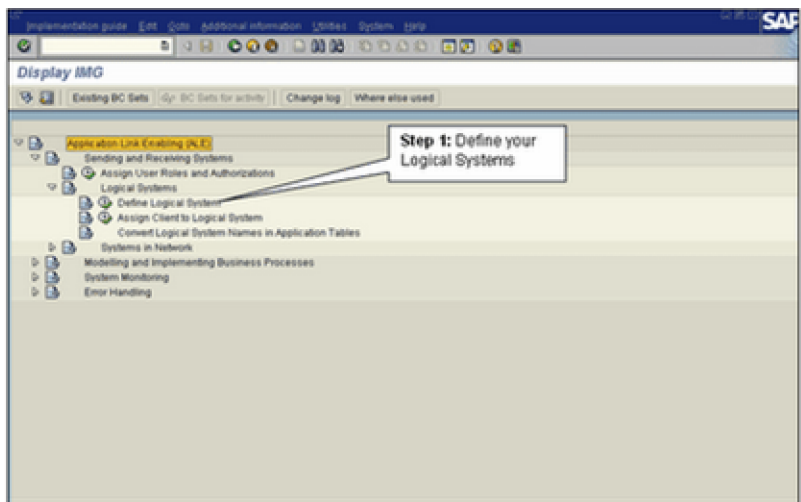 Implementation guide Edit Goto Additional information Utilities System Help
SAP
Display IMG
Existing BC Sets BC Sets for activity Change log Where else used
Application Link Enabling (ALE)
Step 1: Define your
Logical Systems
Sending and Receiving Systems
Assign User Roles and Authorizations
Logical Systems
Define Logical System
Assign Client to Logical System
Convert Logical System Names in Application Tables
Systems in Network
Modelling and Implementing Business Processes
System Monitoring
Error Handling